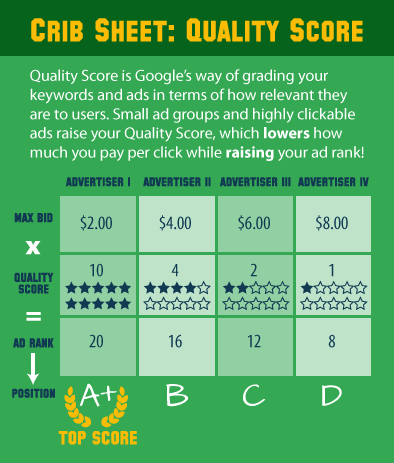 CRIB SHEET: QUALITY SCORE
Quality Score is Google's way of grading your
keywords and ads in terms of how relevant they
are to users. Small ad groups and highly clickable
ads raise your Quality Score, which lowers how
much you pay per click while raising your ad rank!
ADVERTISER I ADVERTISER II ADVERTISER III ADVERTISER IV
MAX BID $2.00 $4.00 $6.00 $8.00
X
QUALITY SCORE 10 4 2 1
=
AD RANK 20 16 12 8
POSITION A+ B C D
TOP SCORE